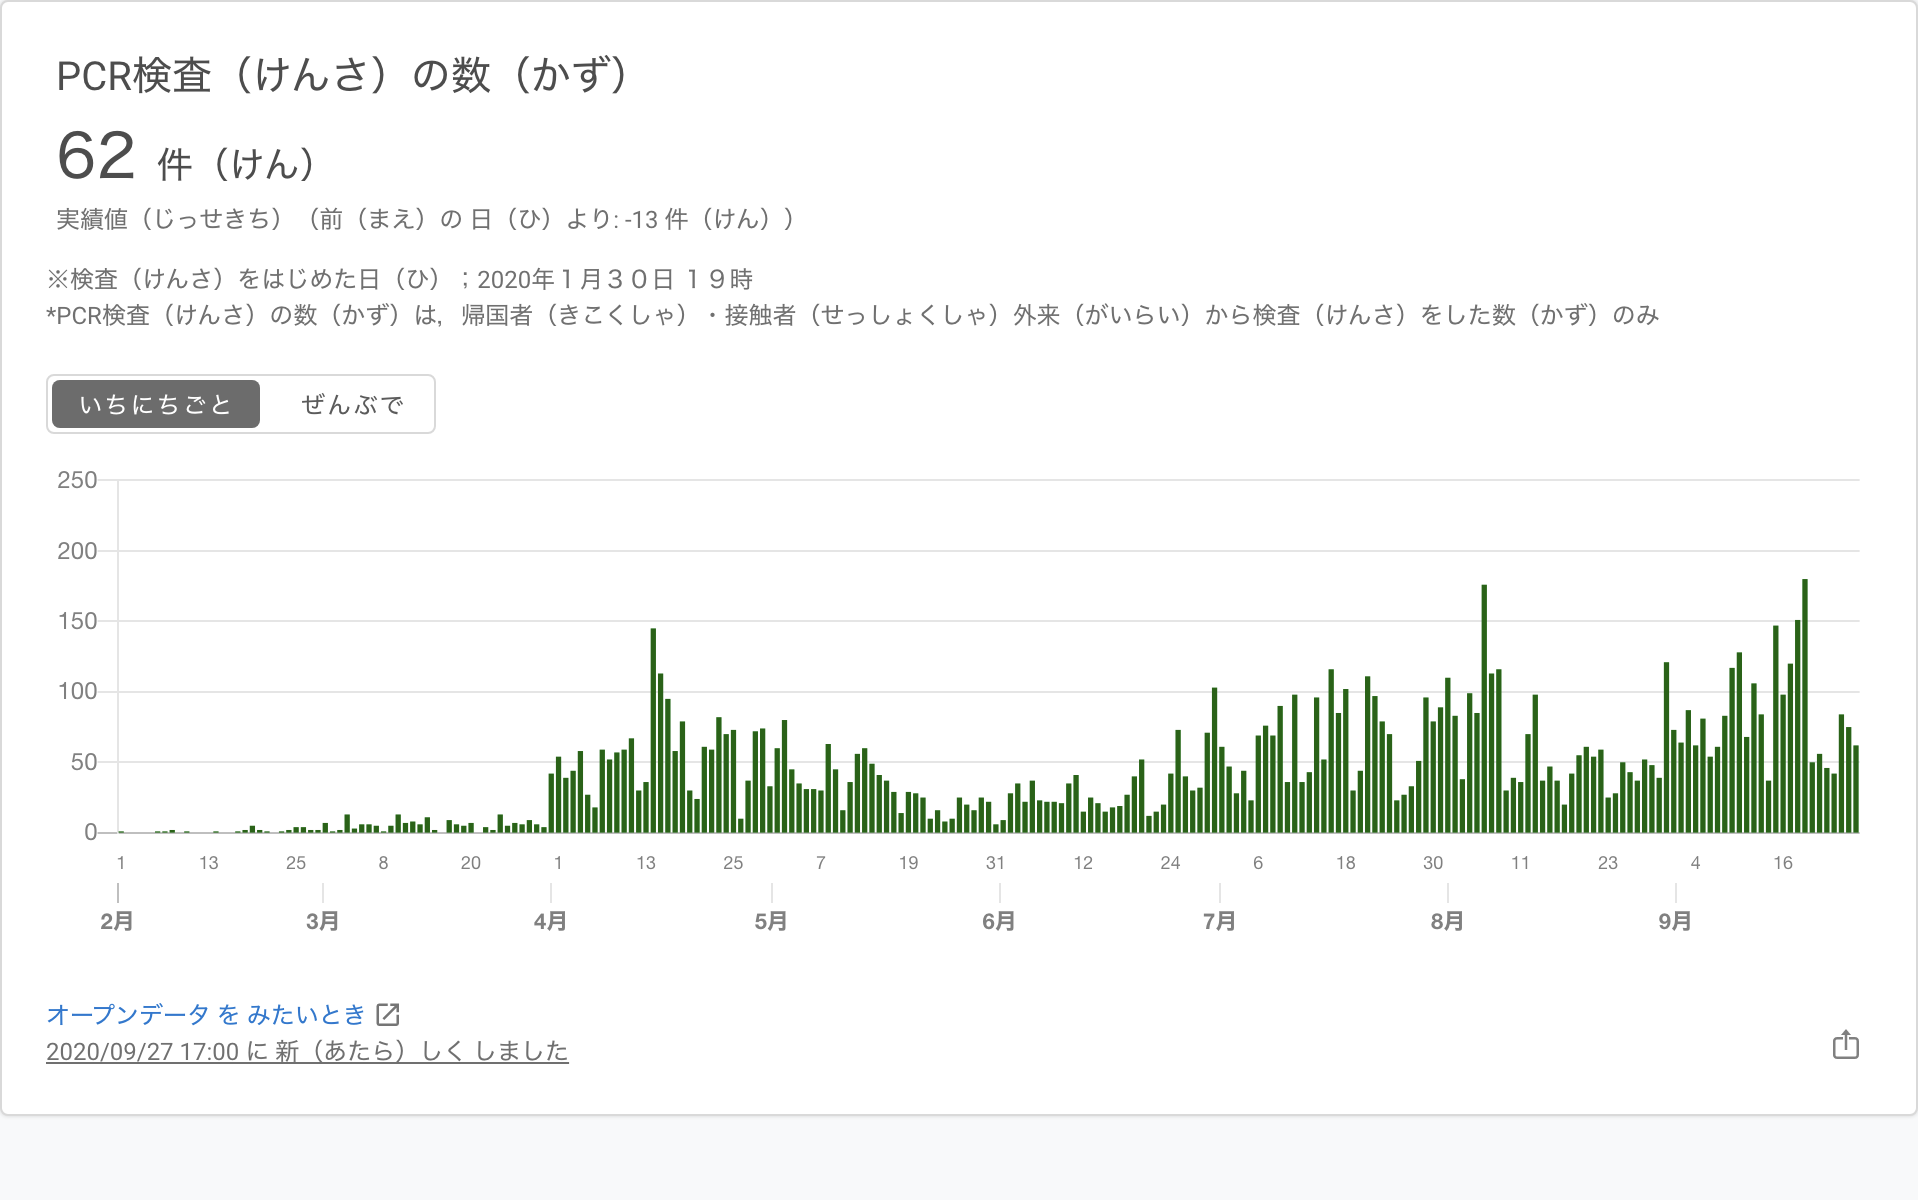 PCR検査（けんさ）の数（かず）
62 件（けん）
実績値（じっせきち）（前（まえ）の 日（ひ）より: -13 件（けん））
※検査（けんさ）をはじめた日（ひ）；2020年１月３０日１９時
*PCR検査（けんさ）の数（かず）は，帰国者（きこくしゃ）・接触者（せっしょくしゃ）外来（がいらい）から検査（けんさ）をした数（かず）のみ
いちにちごと ぜんぶで
250
200
150
100
50
0
1 13 25 8 20 1 13 25 7 19 31 12 24 6 18 30 11 23 4 16
2月 3月 4月 5月 6月 7月 8月 9月
オープンデータ を みたいとき
2020/09/27 17:00 に 新（あたら）しく しました